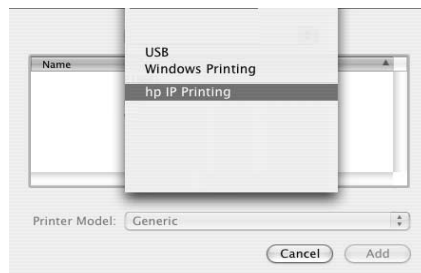 USB
Windows Printing
Name
hp IP Printing
Printer Model: Generic
Cancel Add